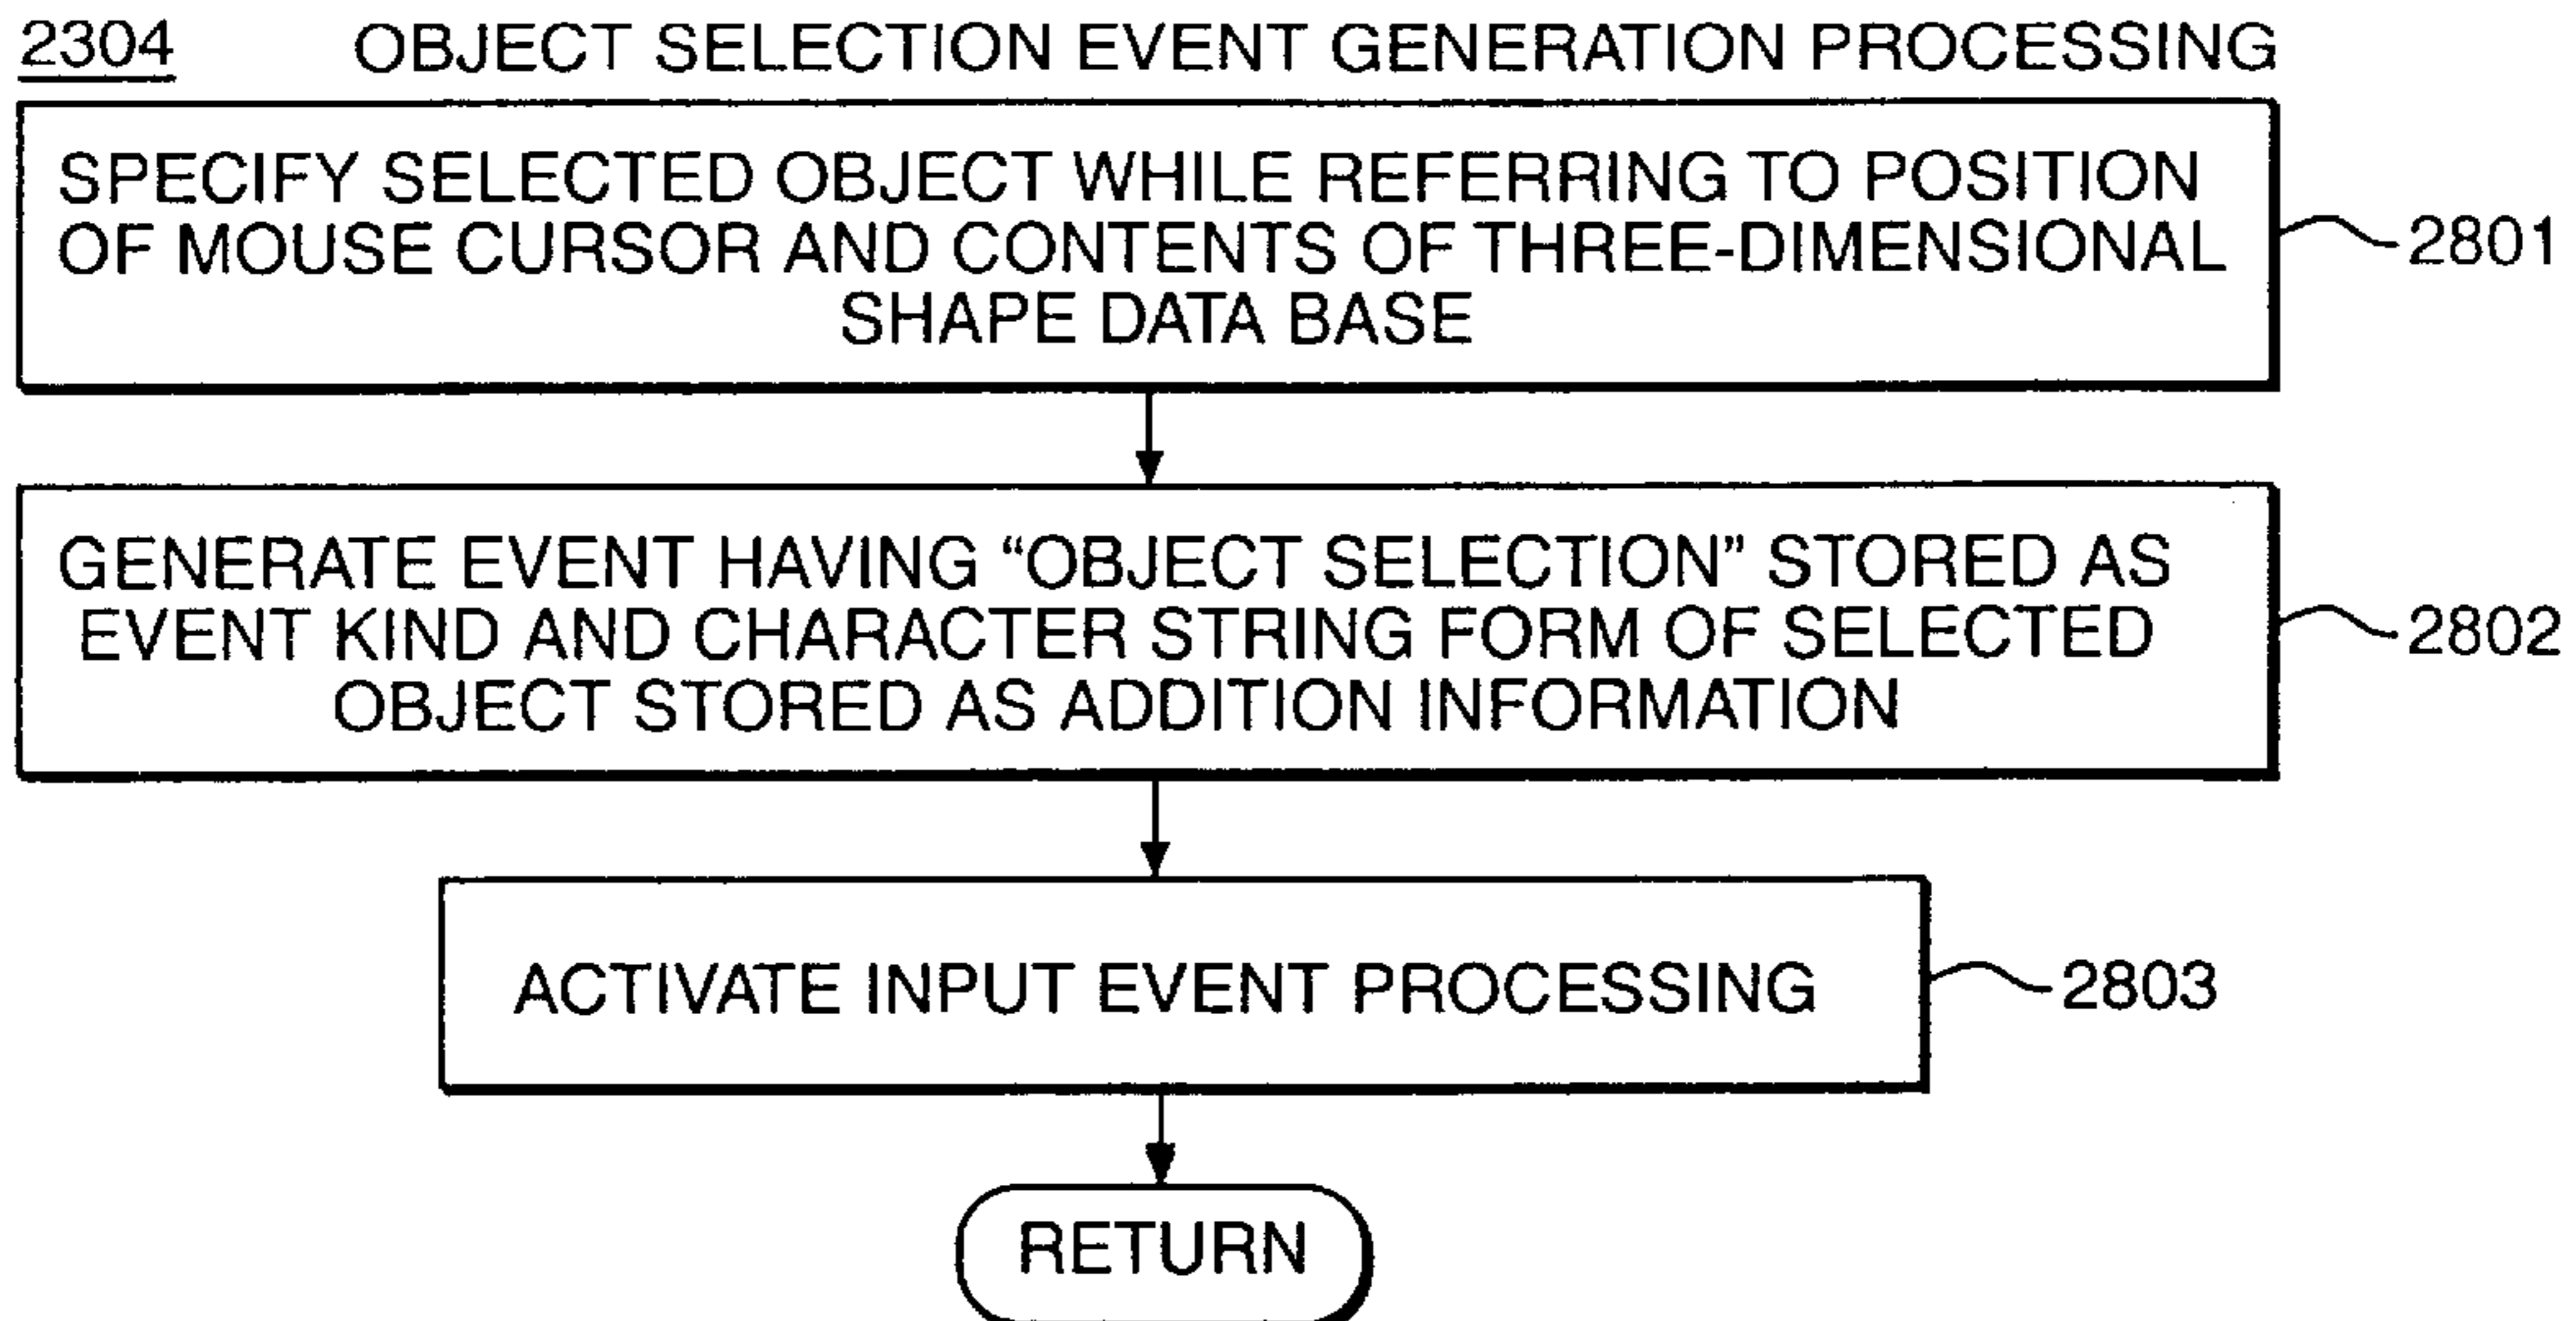 2304 OBJECT SELECTION EVENT GENERATION PROCESSING
SPECIFY SELECTED OBJECT WHILE REFERRING TO POSITION
OF MOUSE CURSOR AND CONTENTS OF THREE-DIMENSIONAL
SHAPE DATA BASE
2801
GENERATE EVENT HAVING “OBJECT SELECTION” STORED AS
EVENT KIND AND CHARACTER STRING FORM OF SELECTED
OBJECT STORED AS ADDITION INFORMATION
2802
ACTIVATE INPUT EVENT PROCESSING
2803
RETURN